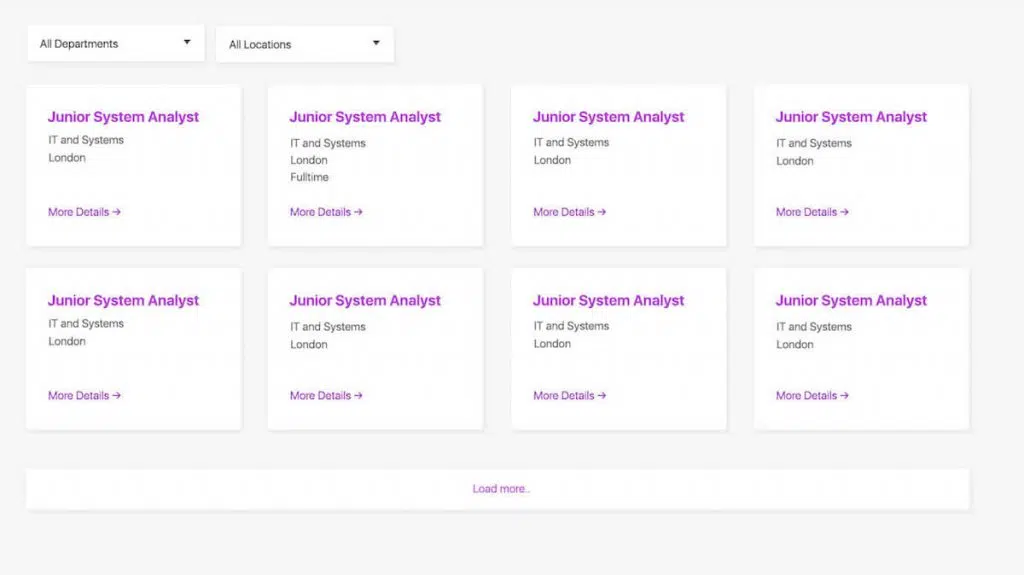 All Departments
All Locations
Junior System Analyst
IT and Systems
London
More Details →
Junior System Analyst
IT and Systems
London
Fulltime
More Details →
Junior System Analyst
IT and Systems
London
More Details →
Junior System Analyst
IT and Systems
London
More Details →
Junior System Analyst
IT and Systems
London
More Details →
Junior System Analyst
IT and Systems
London
More Details →
Junior System Analyst
IT and Systems
London
More Details →
Junior System Analyst
IT and Systems
London
More Details →
Load more..